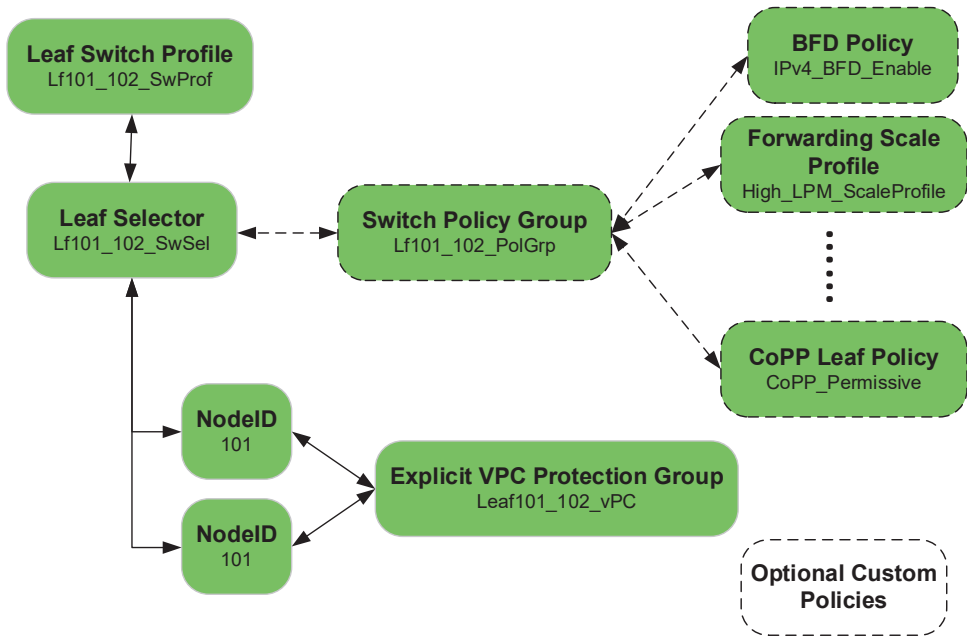 Leaf Switch Profile
Lf101_102_SwProf
BFD Policy
IPv4_BFD_Enable
Forwarding Scale
Profile
High_LPM_ScaleProfile
Leaf Selector
Lf101_102_SwSel
Switch Policy Group
Lf101_102_PolGrp
CoPP Leaf Policy
CoPP_Permissive
NodeID
101
Explicit VPC Protection Group
Leaf101_102_vPC
NodeID
101
Optional Custom
Policies